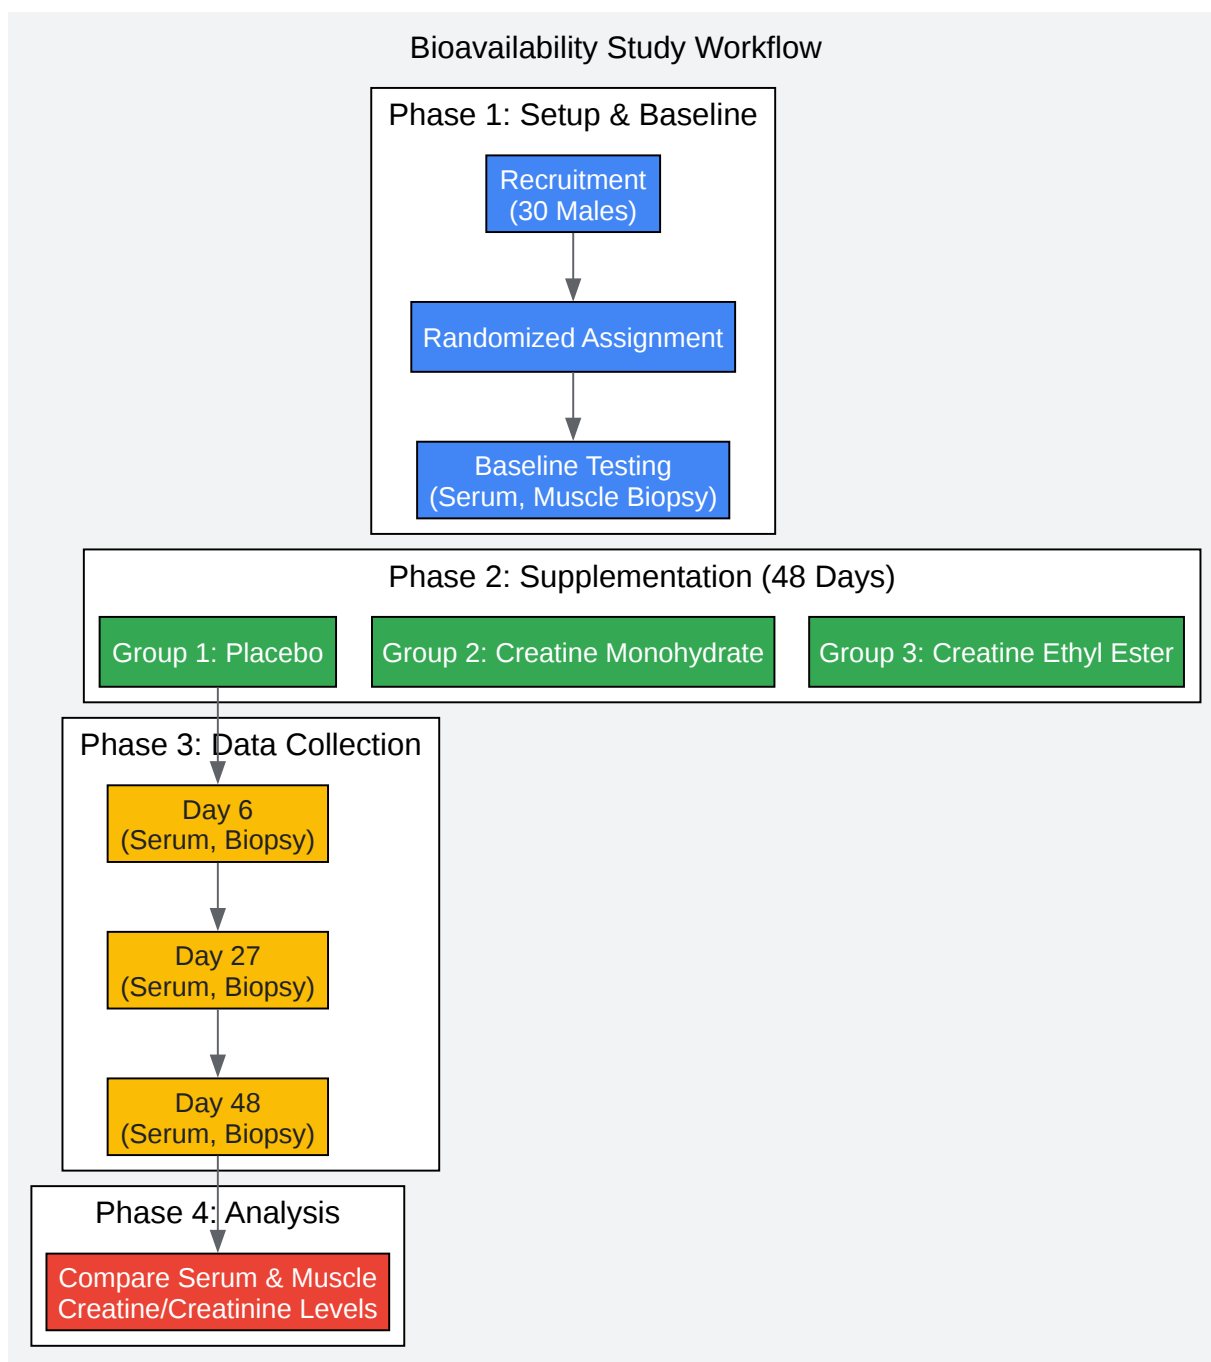 Bioavailability Study Workflow
Phase 1: Setup & Baseline
Recruitment
(30 Males)
Randomized Assignment
Baseline Testing
(Serum, Muscle Biopsy)
Phase 2: Supplementation (48 Days)
Group 1: Placebo
Group 2: Creatine Monohydrate
Group 3: Creatine Ethyl Ester
Phase 3: Data Collection
Day 6
(Serum, Biopsy)
Day 27
(Serum, Biopsy)
Day 48
(Serum, Biopsy)
Phase 4: Analysis
Compare Serum & Muscle
Creatine/Creatinine Levels